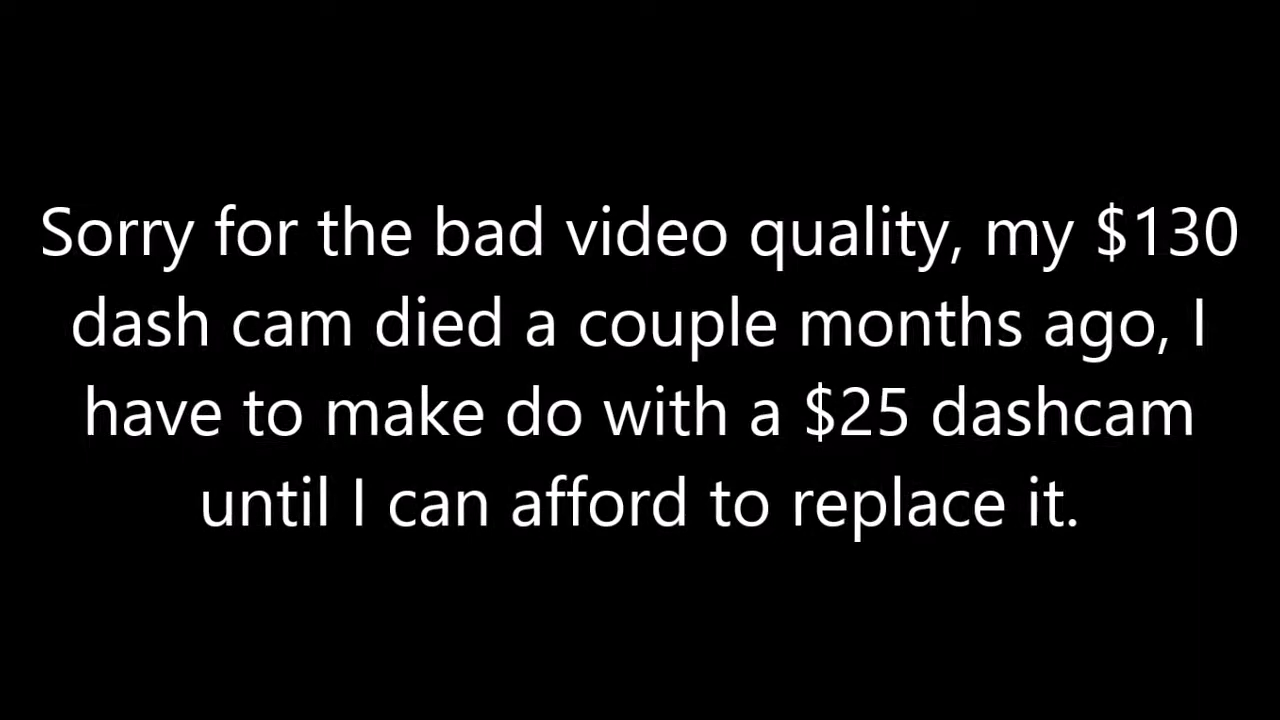 Sorry for the bad video quality, my $130
dash cam died a couple months ago, I
have to make do with a $25 dashcam
until I can afford to replace it.